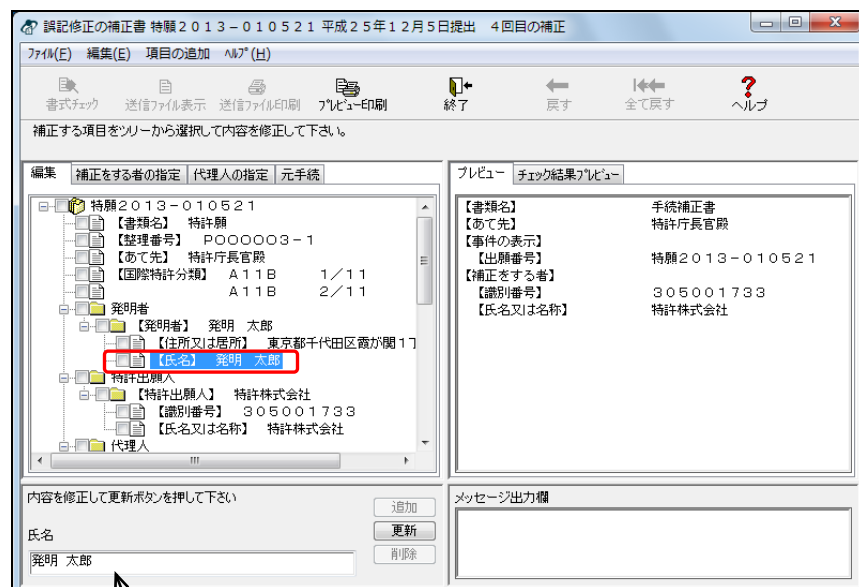 誤記修正の補正書 特願２０１３－０１０５２１ 平成２５年１２月５日提出　４回目の補正
ﾌｧｲﾙ(F) 編集(E) 項目の追加 ﾍﾙﾌﾟ(H)
書式ﾁｪｯｸ 送信ﾌｧｲﾙ表示 送信ﾌｧｲﾙ印刷 ﾌﾟﾚﾋﾞｭｰ印刷 終了 戻す 全て戻す ヘルプ
補正する項目をツリーから選択して内容を修正して下さい。
編集 補正をする者の指定 代理人の指定 元手続
特願２０１３－０１０５２１
【書類名】　特許願
【整理番号】　Ｐ０００００３－１
【あて先】　特許庁長官殿
【国際特許分類】　Ａ１１Ｂ　　１／１１
Ａ１１Ｂ　　２／１１
発明者
【発明者】　発明　太郎
【住所又は居所】　東京都千代田区霞が関１丁
【氏名】　発明　太郎
特許出願人
【特許出願人】　特許株式会社
【識別番号】　３０５００１７３３
【氏名又は名称】　特許株式会社
代理人
内容を修正して更新ボタンを押して下さい
追加
氏名
更新
発明 太郎
削除
プレビュー ﾁｪｯｸ結果ﾌﾟﾚﾋﾞｭｰ
【書類名】　手続補正書
【あて先】　特許庁長官殿
【事件の表示】
【出願番号】　特願２０１３－０１０５２１
【補正をする者】
【識別番号】　３０５００１７３３
【氏名又は名称】　特許株式会社
メッセージ出力欄